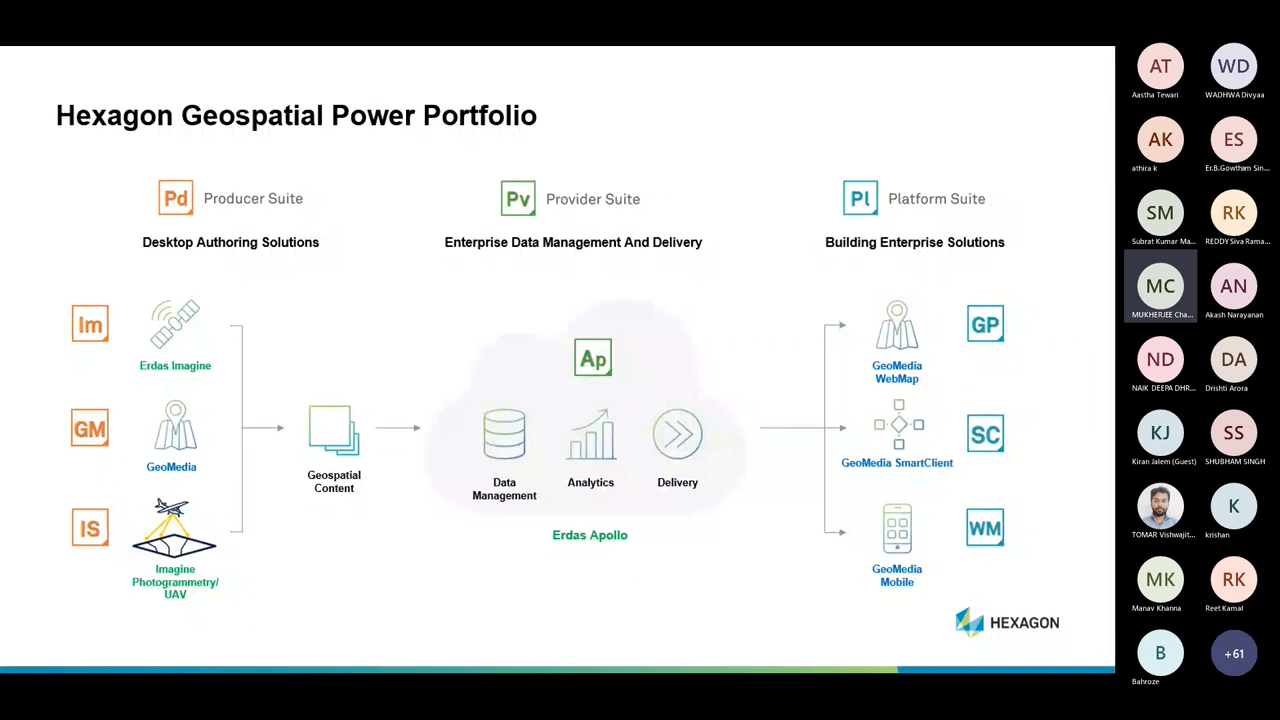 Hexagon Geospatial Power Portfolio
Pd Producer Suite
Desktop Authoring Solutions
Pv Provider Suite
Enterprise Data Management And Delivery
Pl Platform Suite
Building Enterprise Solutions
Im
Erdas Imagine
GM
GeoMedia
IS
Imagine
Photogrammetry/
UAV
Geospatial
Content
Ap
Data
Management
Analytics
Delivery
Erdas Apollo
GeoMedia
WebMap
GP
GeoMedia SmartClient
SC
GeoMedia
Mobile
WM
HEXAGON
AT
Aastha Tewari
WD
WADHWA Divyaa
AK
athira k
ES
Er.B.Gowtham Sin...
SM
Subrat Kumar Ma...
RK
REDDY Siva Rama...
MC
MUKHERJEE Cha...
AN
Akash Narayanan
ND
NAIK DEEPA DHR...
DA
Drishti Arora
KJ
Kiran Jalem (Guest)
SS
SHUBHAM SINGH
TOMAR Vishwajit...
K
krishan
MK
Manav Khanna
RK
Reet Kamal
B
Bahroze
+61